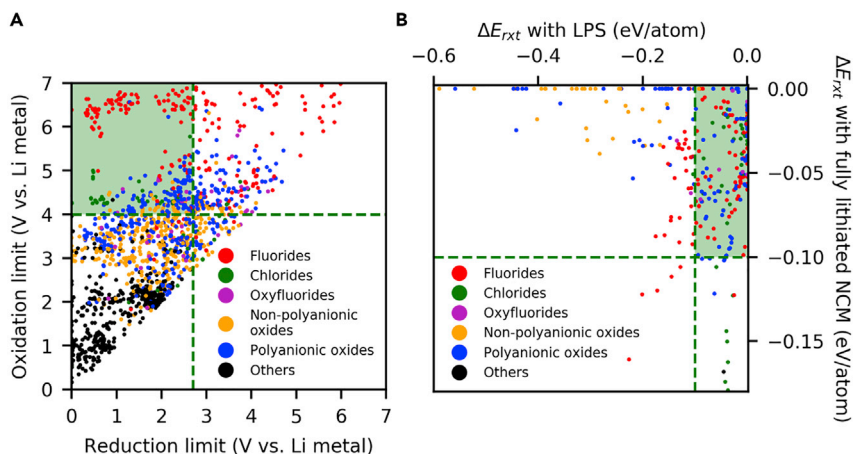 A
Oxidation limit (V vs. Li metal)
7
6
5
4
3
2
1
0
Fluorides
Chlorides
Oxyfluorides
Non-polyanionic
oxides
Polyanionic oxides
Others
0 1 2 3 4 5 6 7
Reduction limit (V vs. Li metal)
B
ΔErxt with LPS (eV/atom)
−0.6 −0.4 −0.2 0.0
0.00
−0.05
−0.10
−0.15
ΔErxt with fully lithiated NCM (eV/atom)
Fluorides
Chlorides
Oxyfluorides
Non-polyanionic oxides
Polyanionic oxides
Others